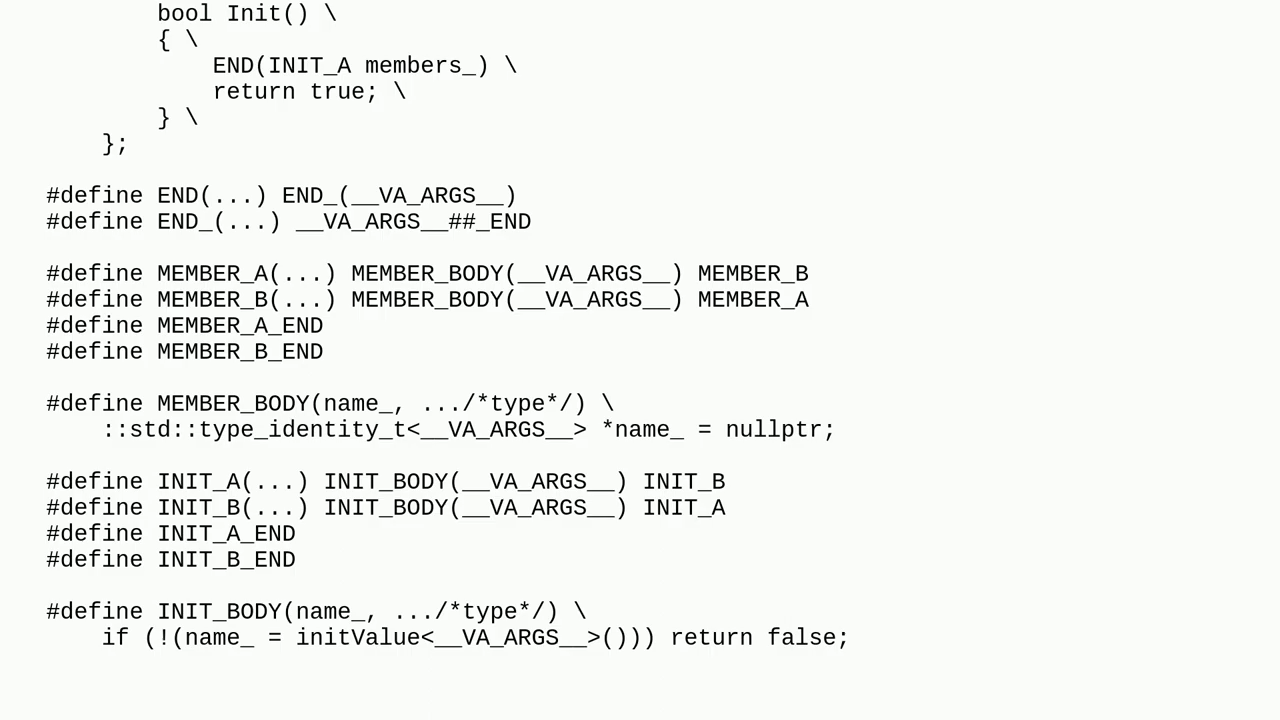 bool Init() \
{ \
END(INIT_A members_) \
return true; \
} \
};
#define END(...) END_(__VA_ARGS__)
#define END_(...) __VA_ARGS__##_END
#define MEMBER_A(...) MEMBER_BODY(__VA_ARGS__) MEMBER_B
#define MEMBER_B(...) MEMBER_BODY(__VA_ARGS__) MEMBER_A
#define MEMBER_A_END
#define MEMBER_B_END
#define MEMBER_BODY(name_, .../*type*/) \
::std::type_identity_t<__VA_ARGS__> *name_ = nullptr;
#define INIT_A(...) INIT_BODY(__VA_ARGS__) INIT_B
#define INIT_B(...) INIT_BODY(__VA_ARGS__) INIT_A
#define INIT_A_END
#define INIT_B_END
#define INIT_BODY(name_, .../*type*/) \
if (!(name_ = initValue<__VA_ARGS__>())) return false;